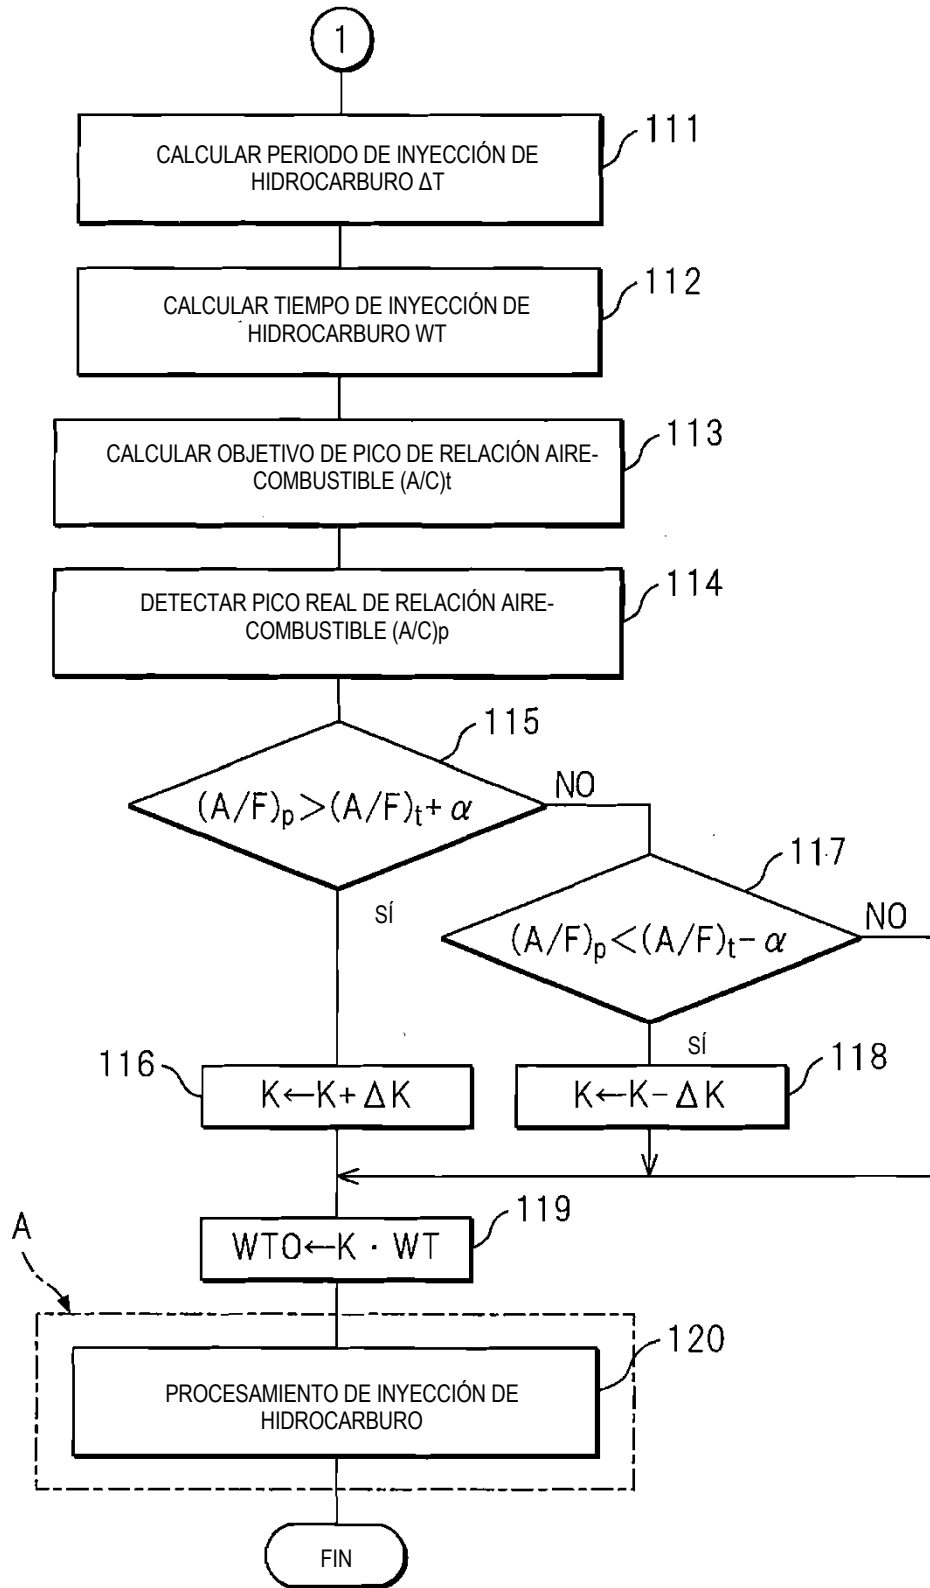 1
111
CALCULAR PERIODO DE INYECCIÓN DE
HIDROCARBURO ΔT
112
CALCULAR TIEMPO DE INYECCIÓN DE
HIDROCARBURO WT
113
CALCULAR OBJETIVO DE PICO DE RELACIÓN AIRE-
COMBUSTIBLE (A/C)t
114
DETECTAR PICO REAL DE RELACIÓN AIRE-
COMBUSTIBLE (A/C)p
115
(A/F)p>(A/F)t+ α
NO
SÍ
117
(A/F)p<(A/F)t− α
NO
SÍ
116
K←K+ ΔK
118
K←K− ΔK
119
WTO←K · WT
A
120
PROCESAMIENTO DE INYECCIÓN DE
HIDROCARBURO
FIN